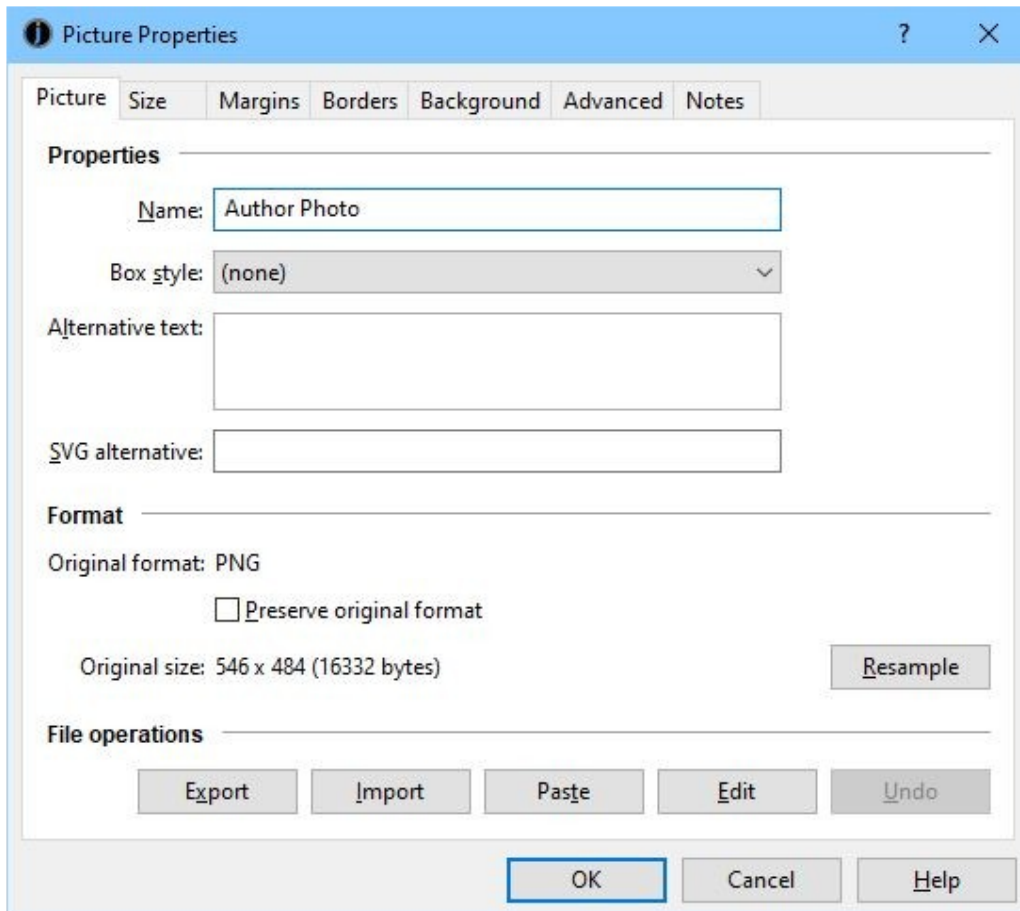 Picture Properties ?
Picture Size Margins Borders Background Advanced Notes
Properties
Name: Author Photo
Box style: (none)
Alternative text:
SVG alternative:
Format
Original format: PNG
Preserve original format
Original size: 546 x 484 (16332 bytes) Resample
File operations
Export Import Paste Edit Undo
OK Cancel Help